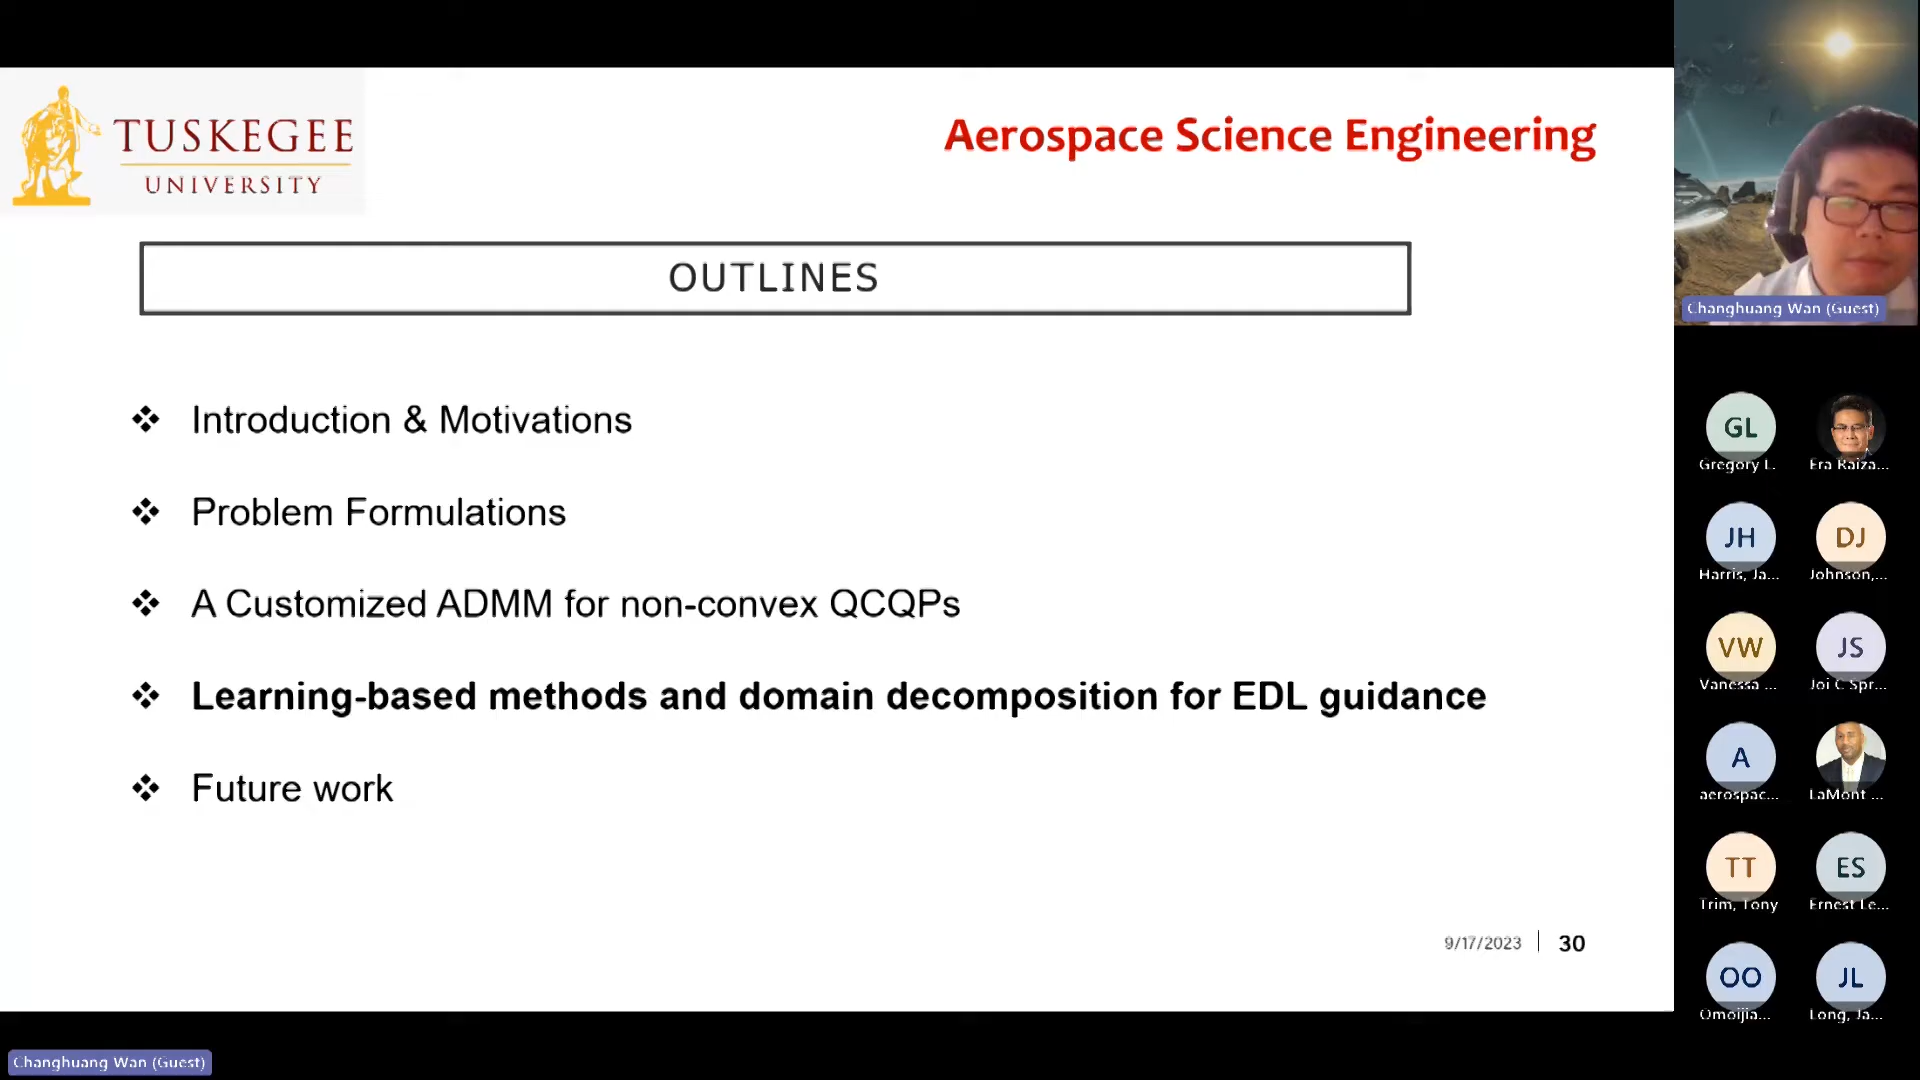 TUSKEGEE
UNIVERSITY
Aerospace Science Engineering
OUTLINES
Introduction & Motivations
Problem Formulations
A Customized ADMM for non-convex QCQPs
Learning-based methods and domain decomposition for EDL guidance
Future work
9/17/2023
30
Changhuang Wan (Guest)
GL
Gregory L.
Era Raiza...
JH
Harris, Ja...
DJ
Johnson,...
VW
Vanessa ...
JS
Joi C Spr...
A
aerospac...
LaMont ...
TT
Trim, Tony
ES
Ernest Le...
OO
Omoijia...
JL
Long, Ja...
Changhuang Wan (Guest)